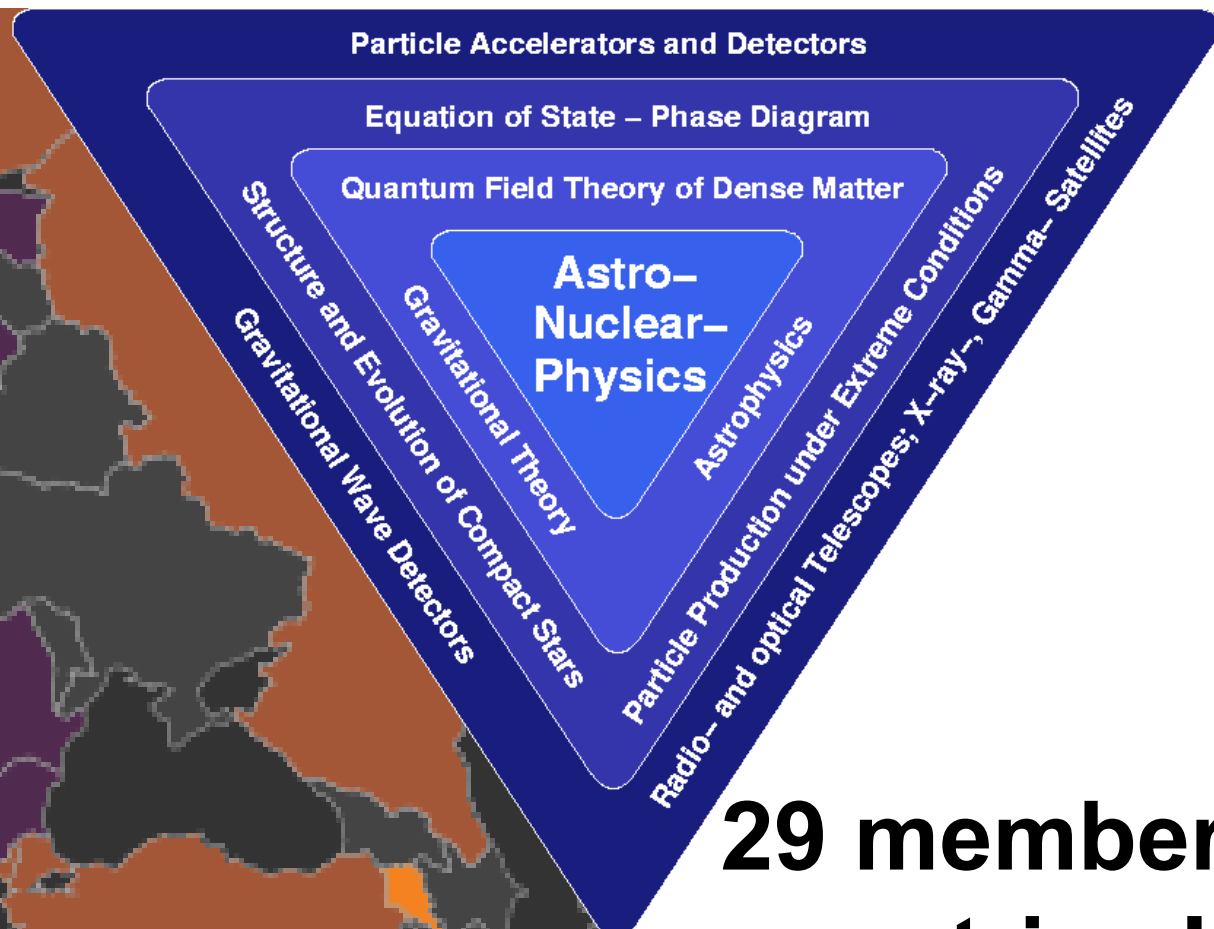 Particle Accelerators and Detectors
Equation of State – Phase Diagram
Quantum Field Theory of Dense Matter
Astro–
Nuclear–
Physics
Gravitational Theory
Astrophysics
Structure and Evolution of Compact Stars
Particle Production under Extreme Conditions
Gravitational Wave Detectors
Radio– and optical Telescopes; X–ray–, Gamma– Satellites
29 member